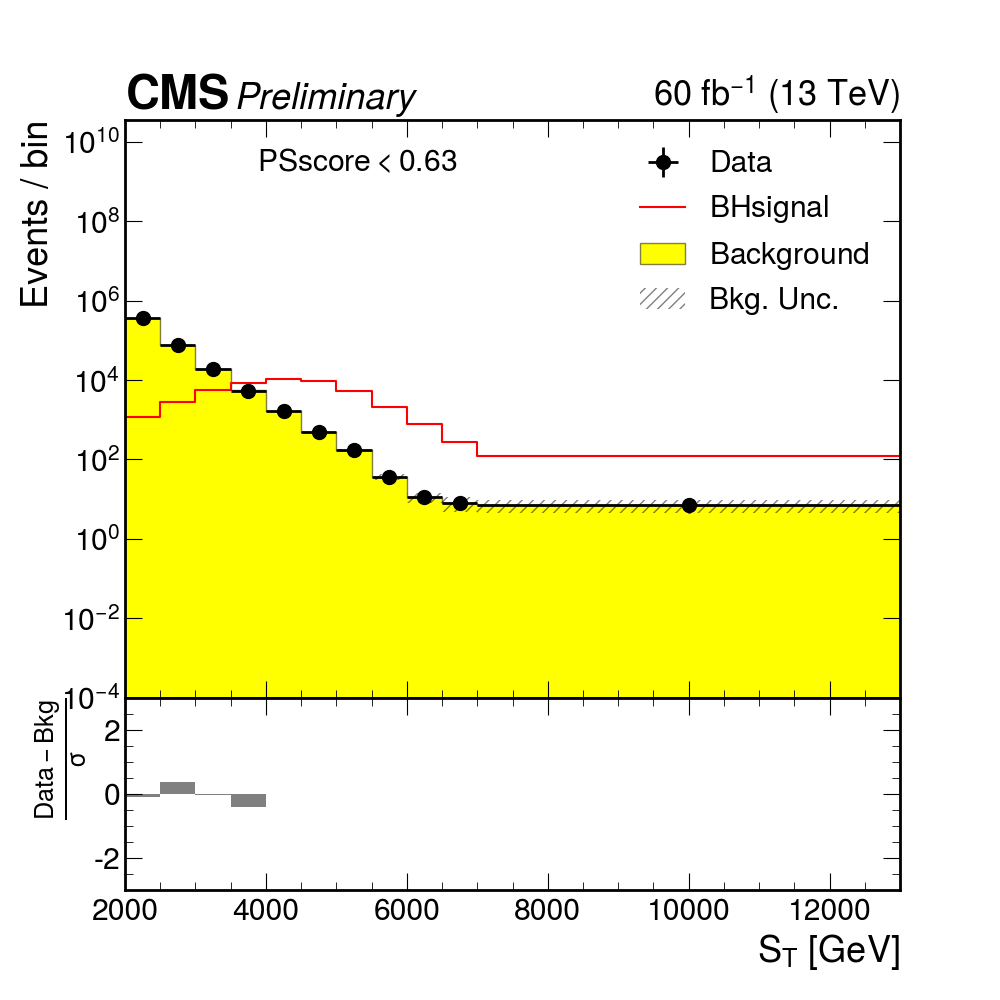 CMS Preliminary 60 fb⁻¹ (13 TeV)
Events / bin
PSscore < 0.63
Data
BHsignal
Background
Bkg. Unc.
10¹⁰
10⁸
10⁶
10⁴
10²
10⁰
10⁻²
10⁻⁴
Data − Bkg
σ
2
0
-2
2000 4000 6000 8000 10000 12000
S_T [GeV]